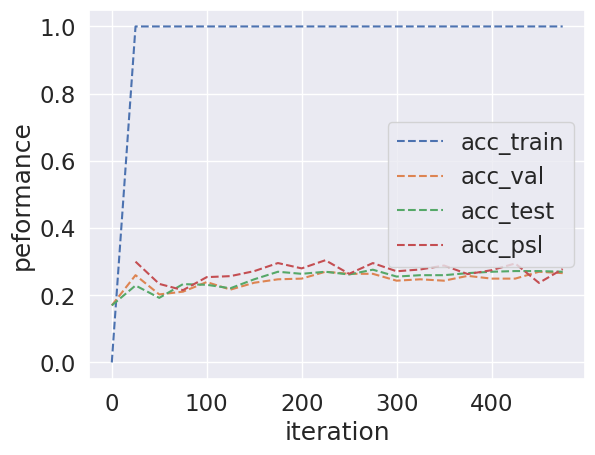 1.0
0.8
0.6
0.4
0.2
0.0
peformance
acc_train
acc_val
acc_test
acc_psl
0 100 200 300 400
iteration